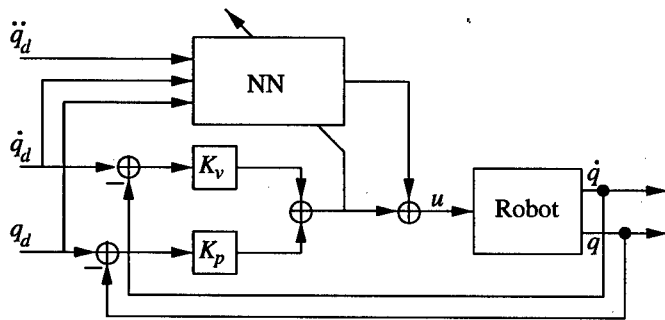 q̈_d
NN
q̇_d
K_v
q̇
u
Robot
q_d
K_p
q